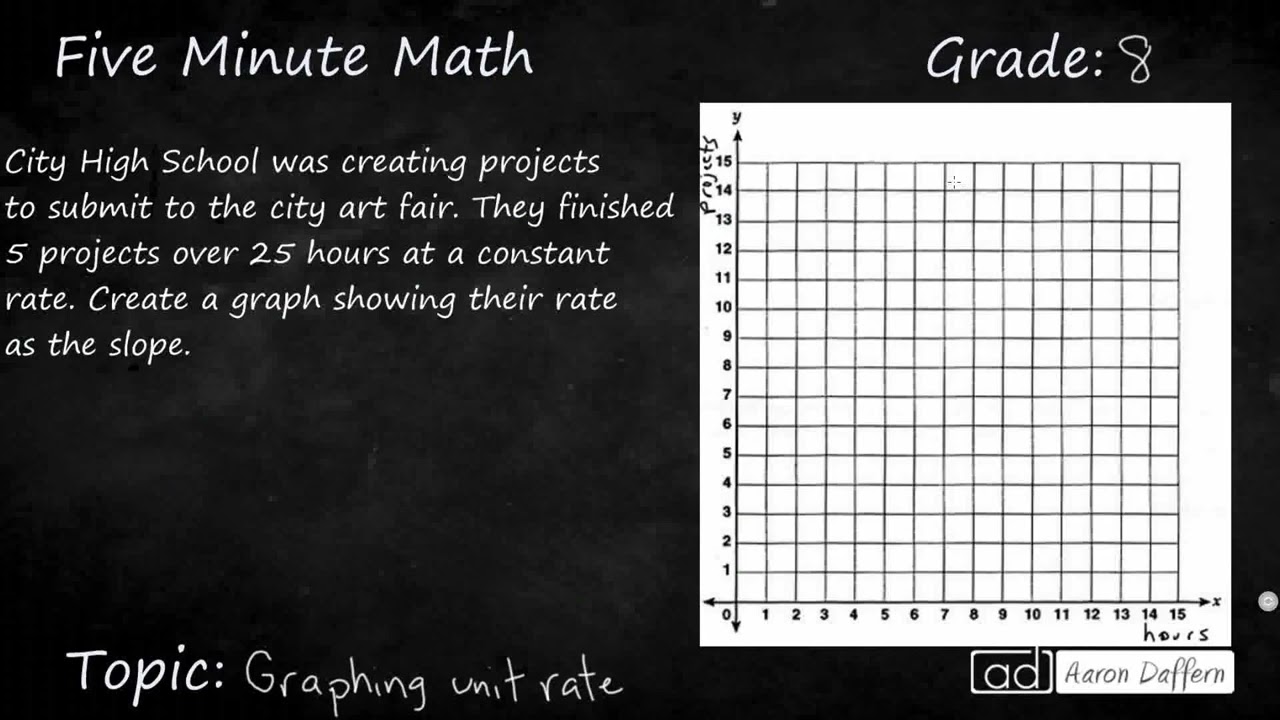 Five Minute Math
Grade: 8
City High School was creating projects
to submit to the city art fair. They finished
5 projects over 25 hours at a constant
rate. Create a graph showing their rate
as the slope.
y
projects
15
14
13
12
11
10
9
8
7
6
5
4
3
2
1
0 1 2 3 4 5 6 7 8 9 10 11 12 13 14 15 x
hours
Topic: Graphing unit rate
ad Aaron Daffern
C